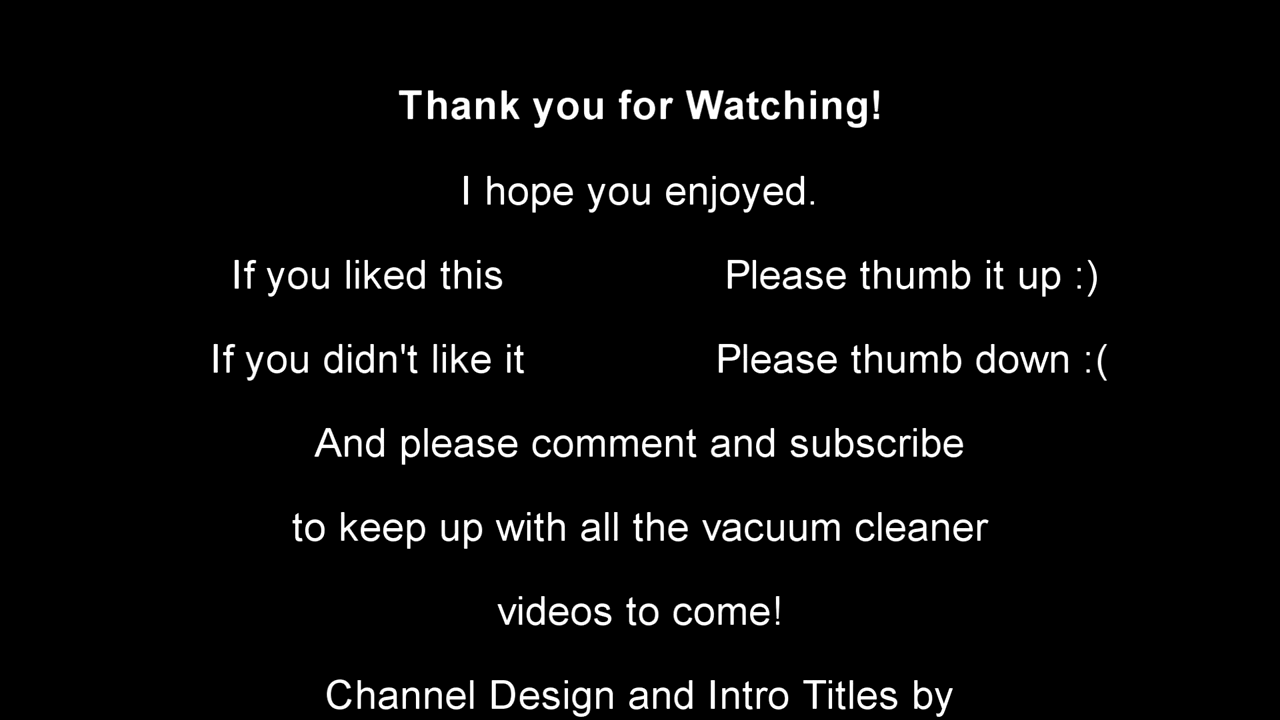 Thank you for Watching!
I hope you enjoyed.
If you liked this Please thumb it up :)
If you didn't like it Please thumb down :(
And please comment and subscribe
to keep up with all the vacuum cleaner
videos to come!
Channel Design and Intro Titles by